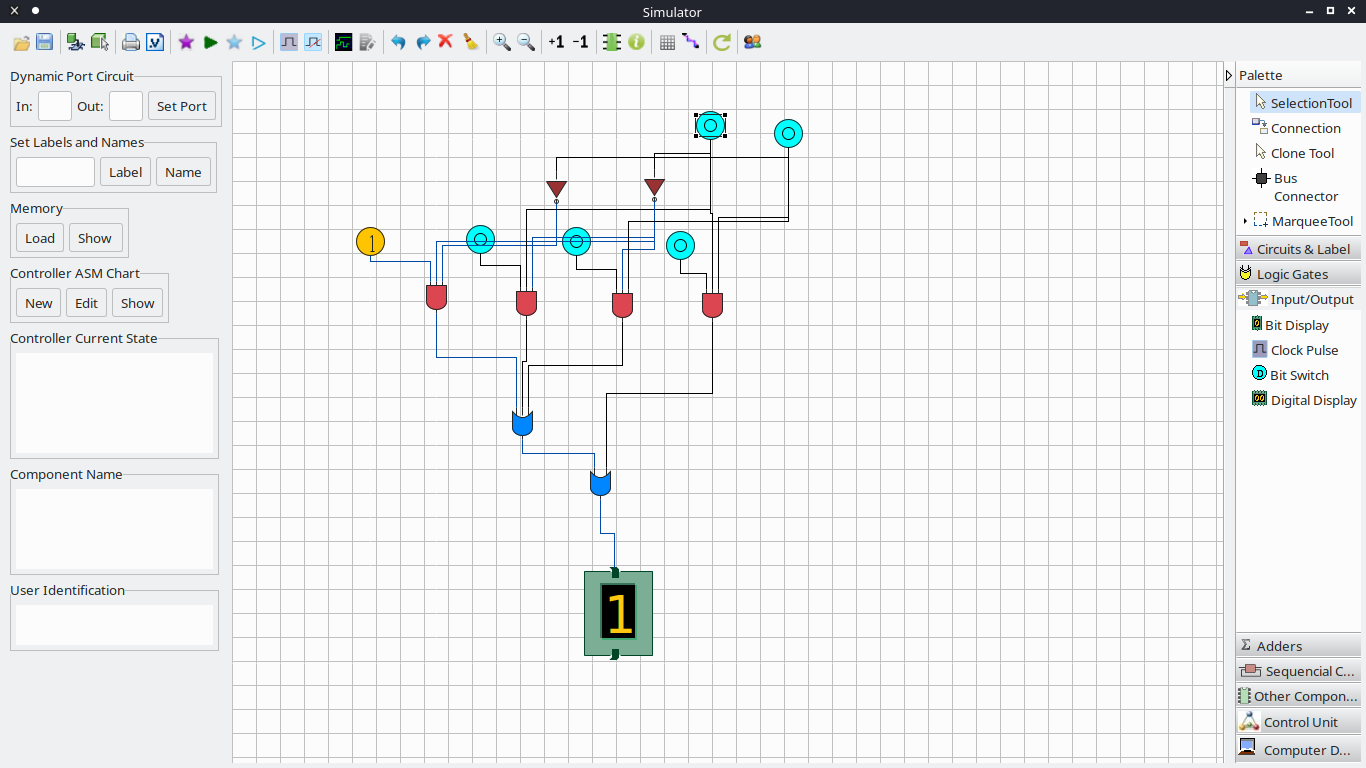 Simulator
+1 −1
Dynamic Port Circuit
In: Out: Set Port
Set Labels and Names
Label Name
Memory
Load Show
Controller ASM Chart
New Edit Show
Controller Current State
Component Name
User Identification
1
1
Palette
SelectionTool
Connection
Clone Tool
Bus
Connector
MarqueeTool
Circuits & Label
Logic Gates
Input/Output
Bit Display
Clock Pulse
D Bit Switch
Digital Display
Σ Adders
Sequencial C...
Other Compon...
Control Unit
Computer D...